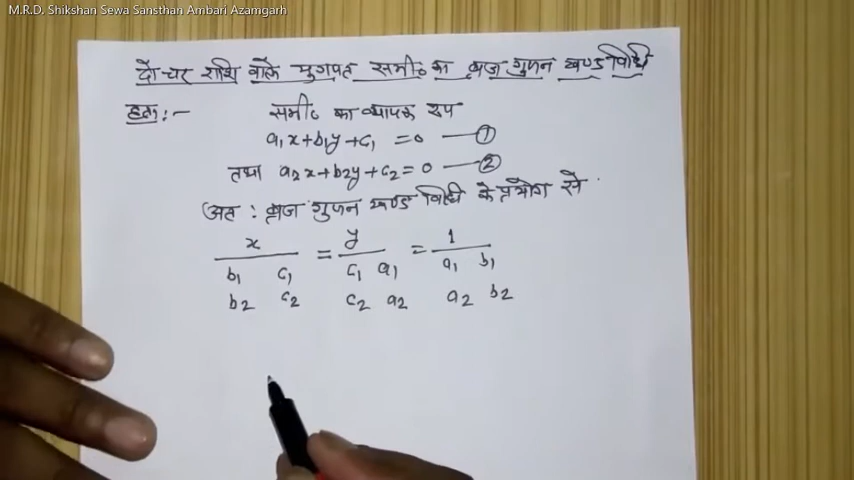 M.R.D. Shikshan Sewa Sansthan Ambari Azamgarh
दो चर राशि वाले युगपत समी० का बज्र गुणन खण्ड विधि
हल:-
समी० का व्यापक रूप
a₁x+b₁y+c₁ =0 —①
तथा a₂x+b₂y+c₂=0 —②
अत: बज्र गुणन खण्ड विधि के प्रयोग से
x = y = 1
b₁ c₁ c₁ a₁ a₁ b₁
b₂ c₂ c₂ a₂ a₂ b₂